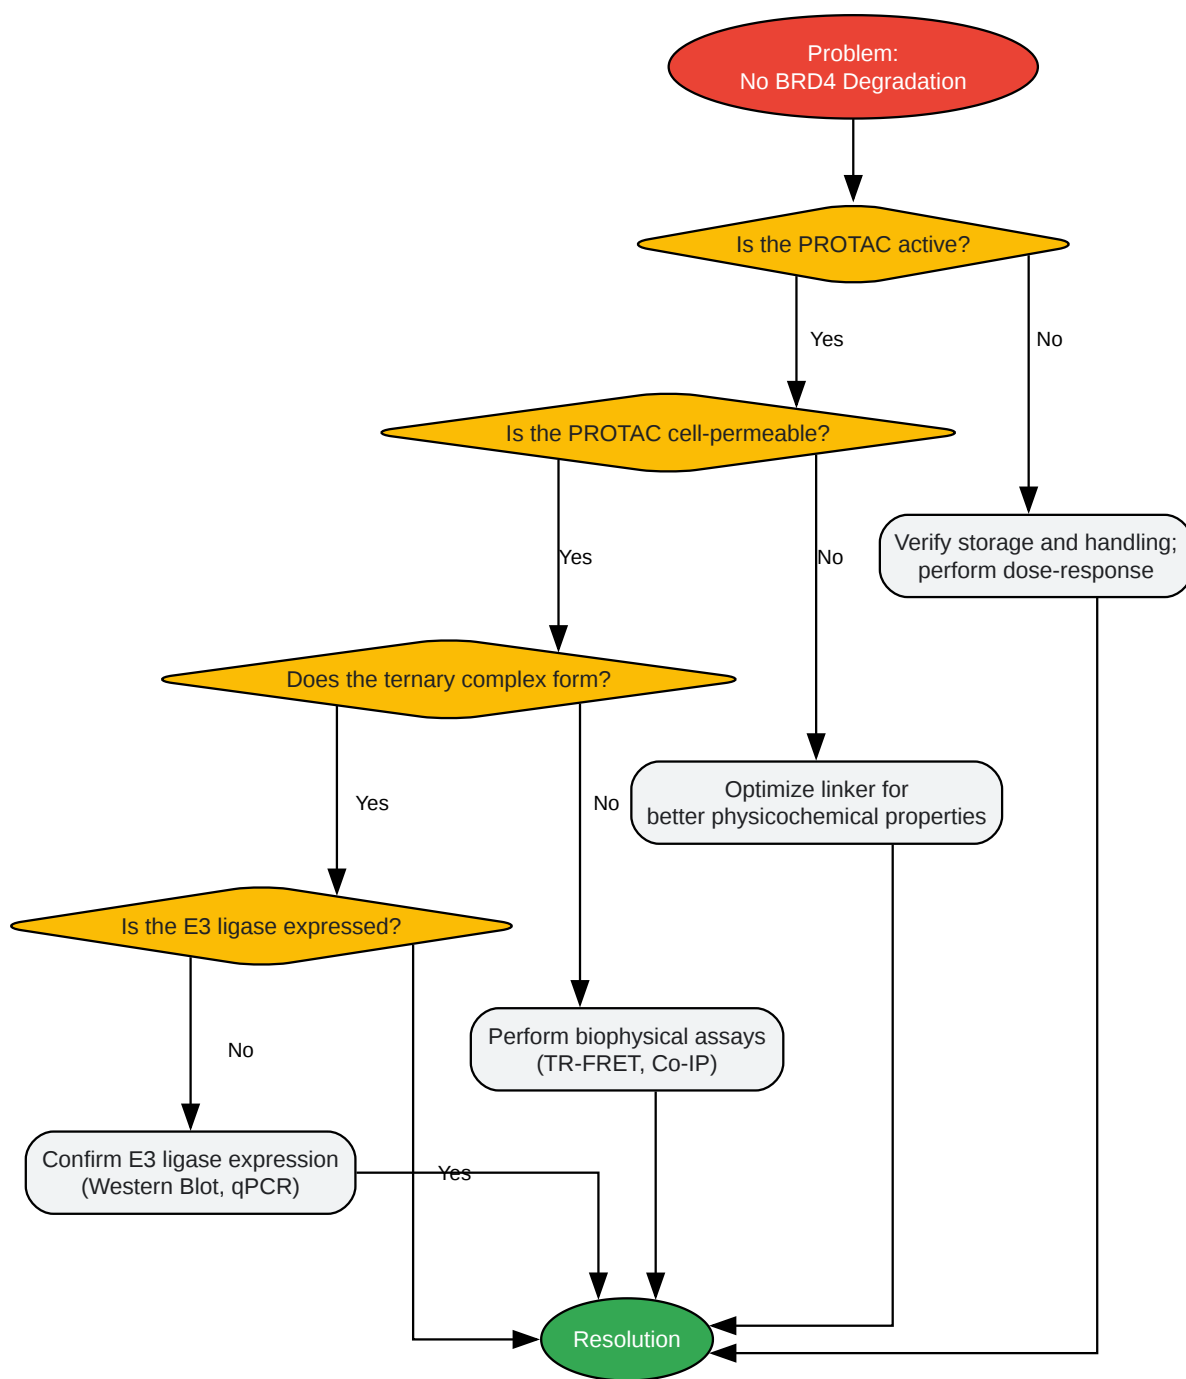 Problem:
No BRD4 Degradation
Is the PROTAC active?
Yes
No
Is the PROTAC cell-permeable?
Verify storage and handling;
perform dose-response
Yes
No
Does the ternary complex form?
Optimize linker for
better physicochemical properties
Yes
No
Is the E3 ligase expressed?
Perform biophysical assays
(TR-FRET, Co-IP)
No
Confirm E3 ligase expression
(Western Blot, qPCR)
Yes
Resolution